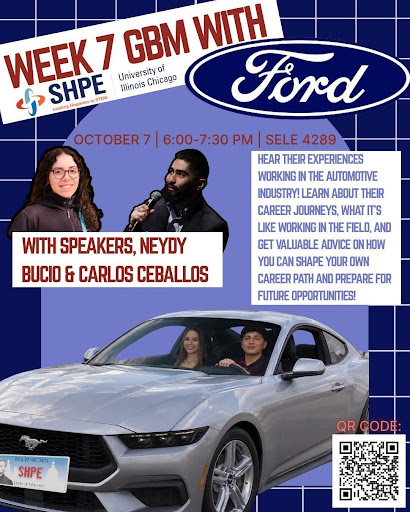 WEEK 7 GBM WITH
SHPE
Leading Hispanics in STEM
University of
Illinois Chicago
Ford
OCTOBER 7 | 6:00-7:30 PM | SELE 4289
HEAR THEIR EXPERIENCES
WORKING IN THE AUTOMOTIVE
INDUSTRY! LEARN ABOUT THEIR
CAREER JOURNEYS, WHAT IT'S
LIKE WORKING IN THE FIELD, AND
GET VALUABLE ADVICE ON HOW
YOU CAN SHAPE YOUR OWN
CAREER PATH AND PREPARE FOR
FUTURE OPPORTUNITIES!
WITH SPEAKERS, NEYDY
BUCIO & CARLOS CEBALLOS
SHPE
QR CODE: